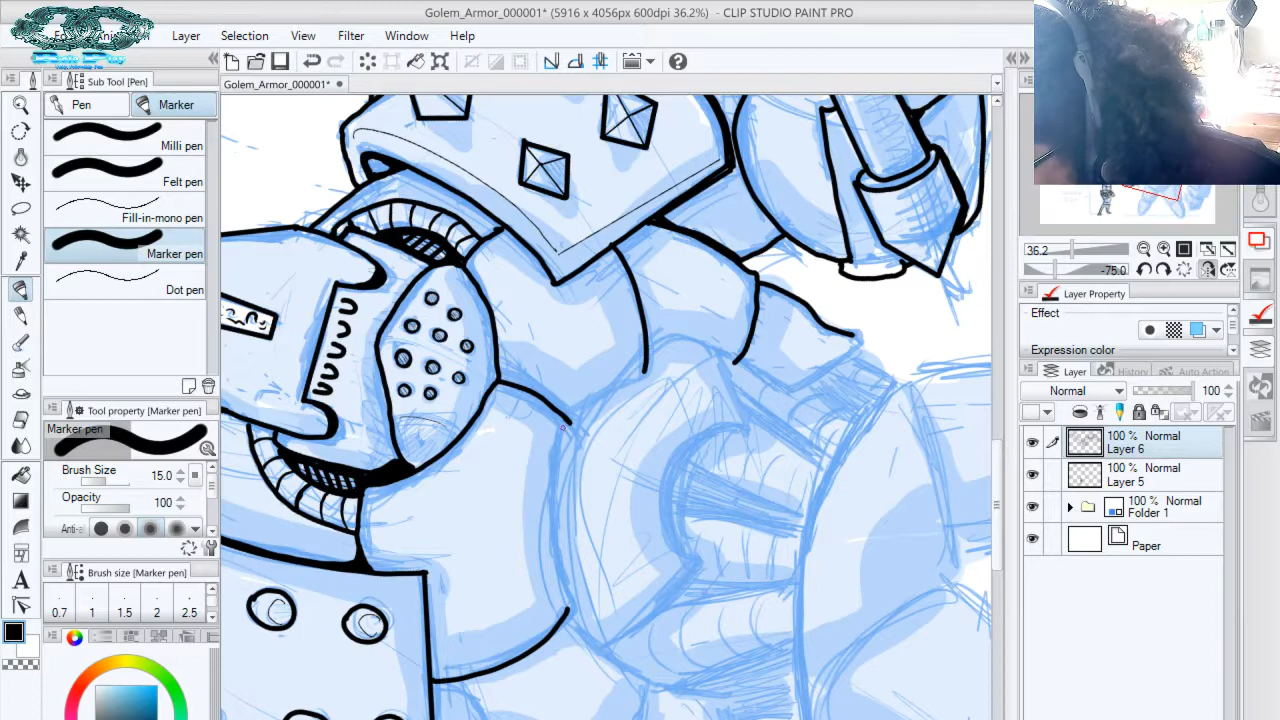 Golem_Armor_000001* (5916 x 4056px 600dpi 36.2%) - CLIP STUDIO PAINT PRO
Layer Selection View Filter Window Help
Golem_Armor_000001*
Sub Tool [Pen]
Pen Marker
Milli pen
Felt pen
Fill-in-mono pen
Marker pen
Dot pen
Tool property [Marker pen]
Marker pen
Brush Size 15.0
Opacity 100
Brush size [Marker pen]
0.7 1 1.5 2 2.5
36.2
-75.0
Layer Property
Effect
Expression color
Layer History Auto Action
Normal 100
100 % Normal
Layer 6
100 % Normal
Layer 5
100 % Normal
Folder 1
Paper